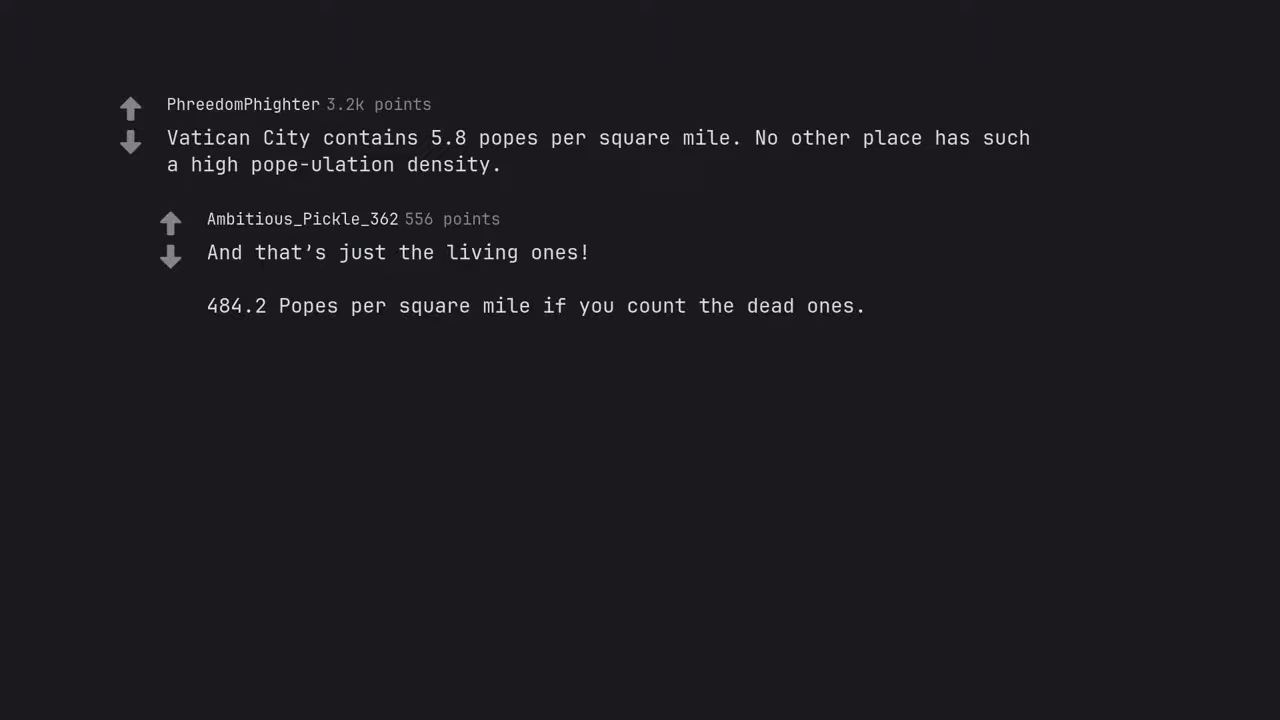 PhreedomPhighter 3.2k points
Vatican City contains 5.8 popes per square mile. No other place has such
a high pope-ulation density.
Ambitious_Pickle_362 556 points
And that’s just the living ones!
484.2 Popes per square mile if you count the dead ones.